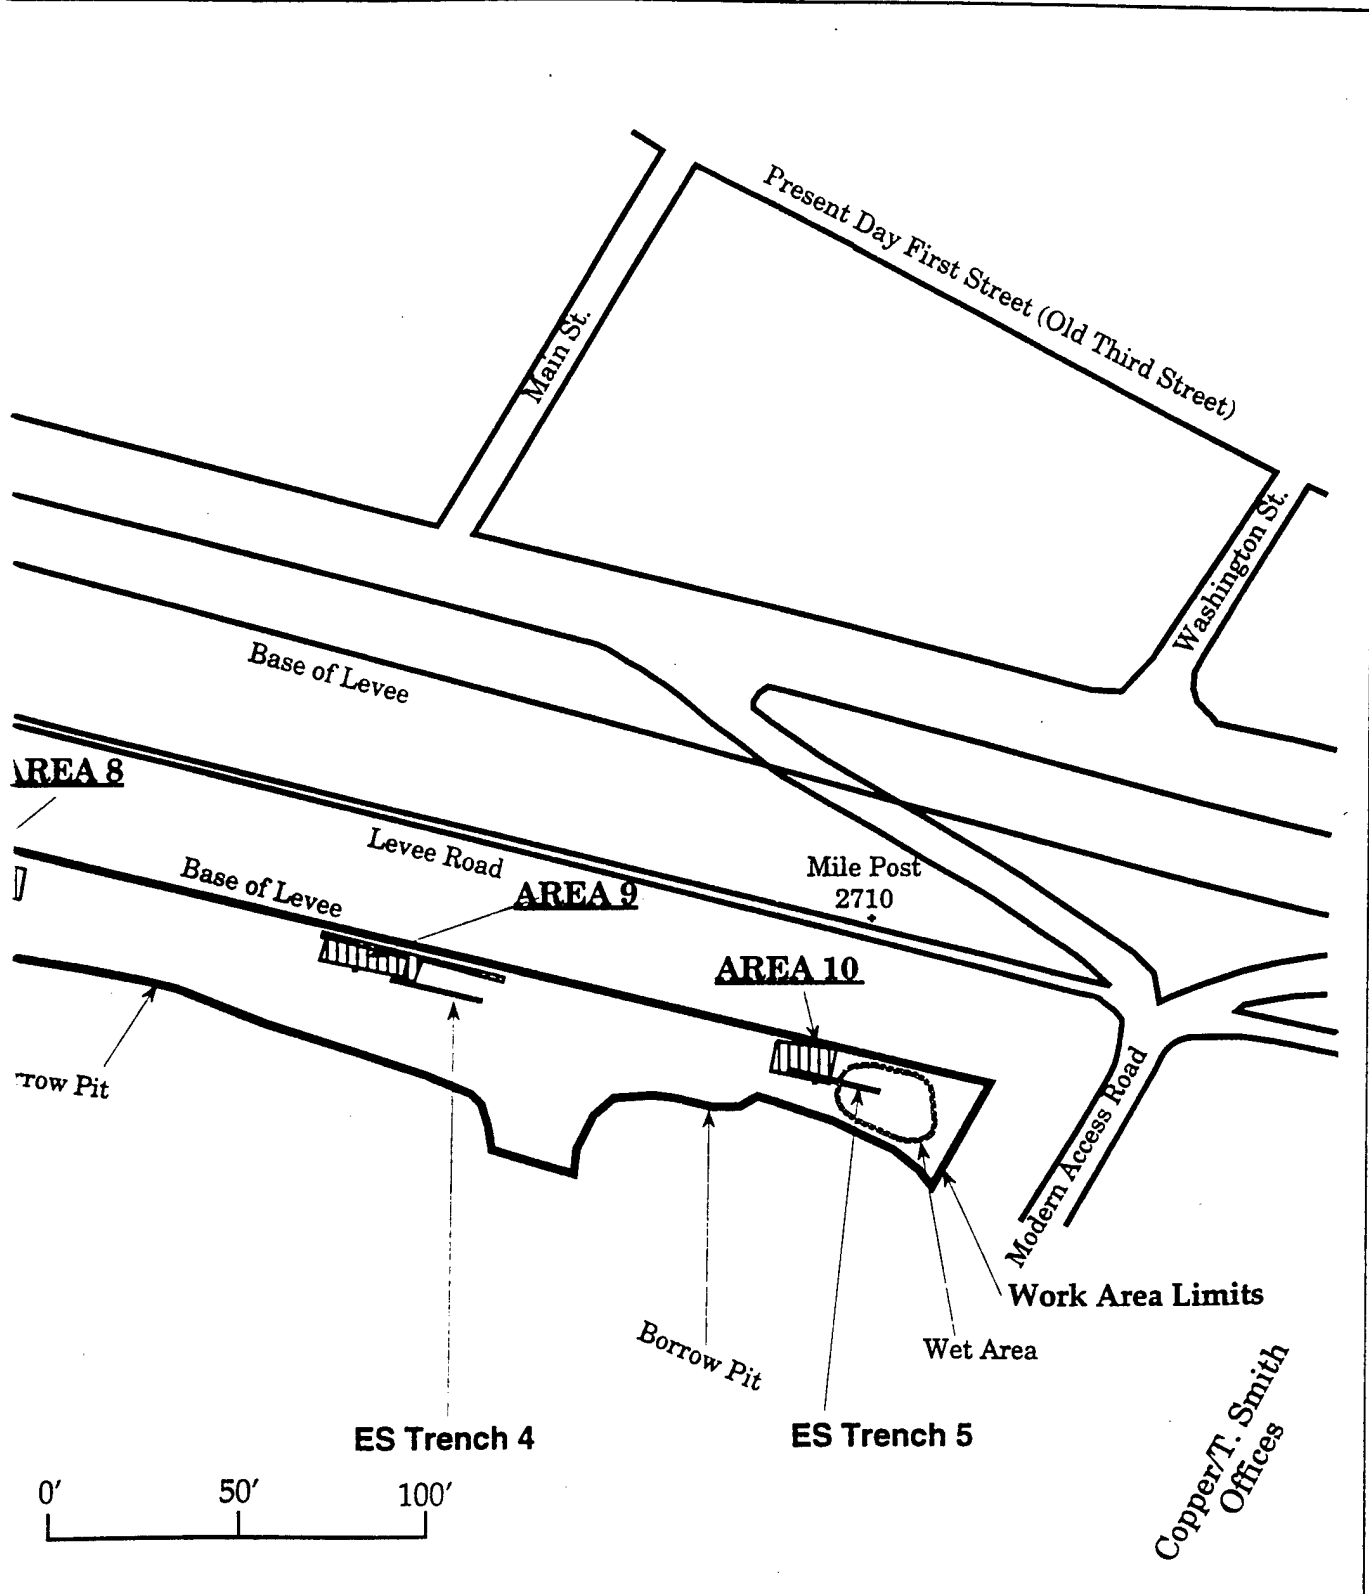 Present Day First Street (Old Third Street)
Main St.
Washington St.
Base of Levee
AREA 8
Levee Road
Mile Post
2710
Base of Levee
AREA 9
AREA 10
rrow Pit
Modern Access Road
Work Area Limits
Wet Area
Borrow Pit
Copper/T. Smith
Offices
ES Trench 4
ES Trench 5
0' 50' 100'